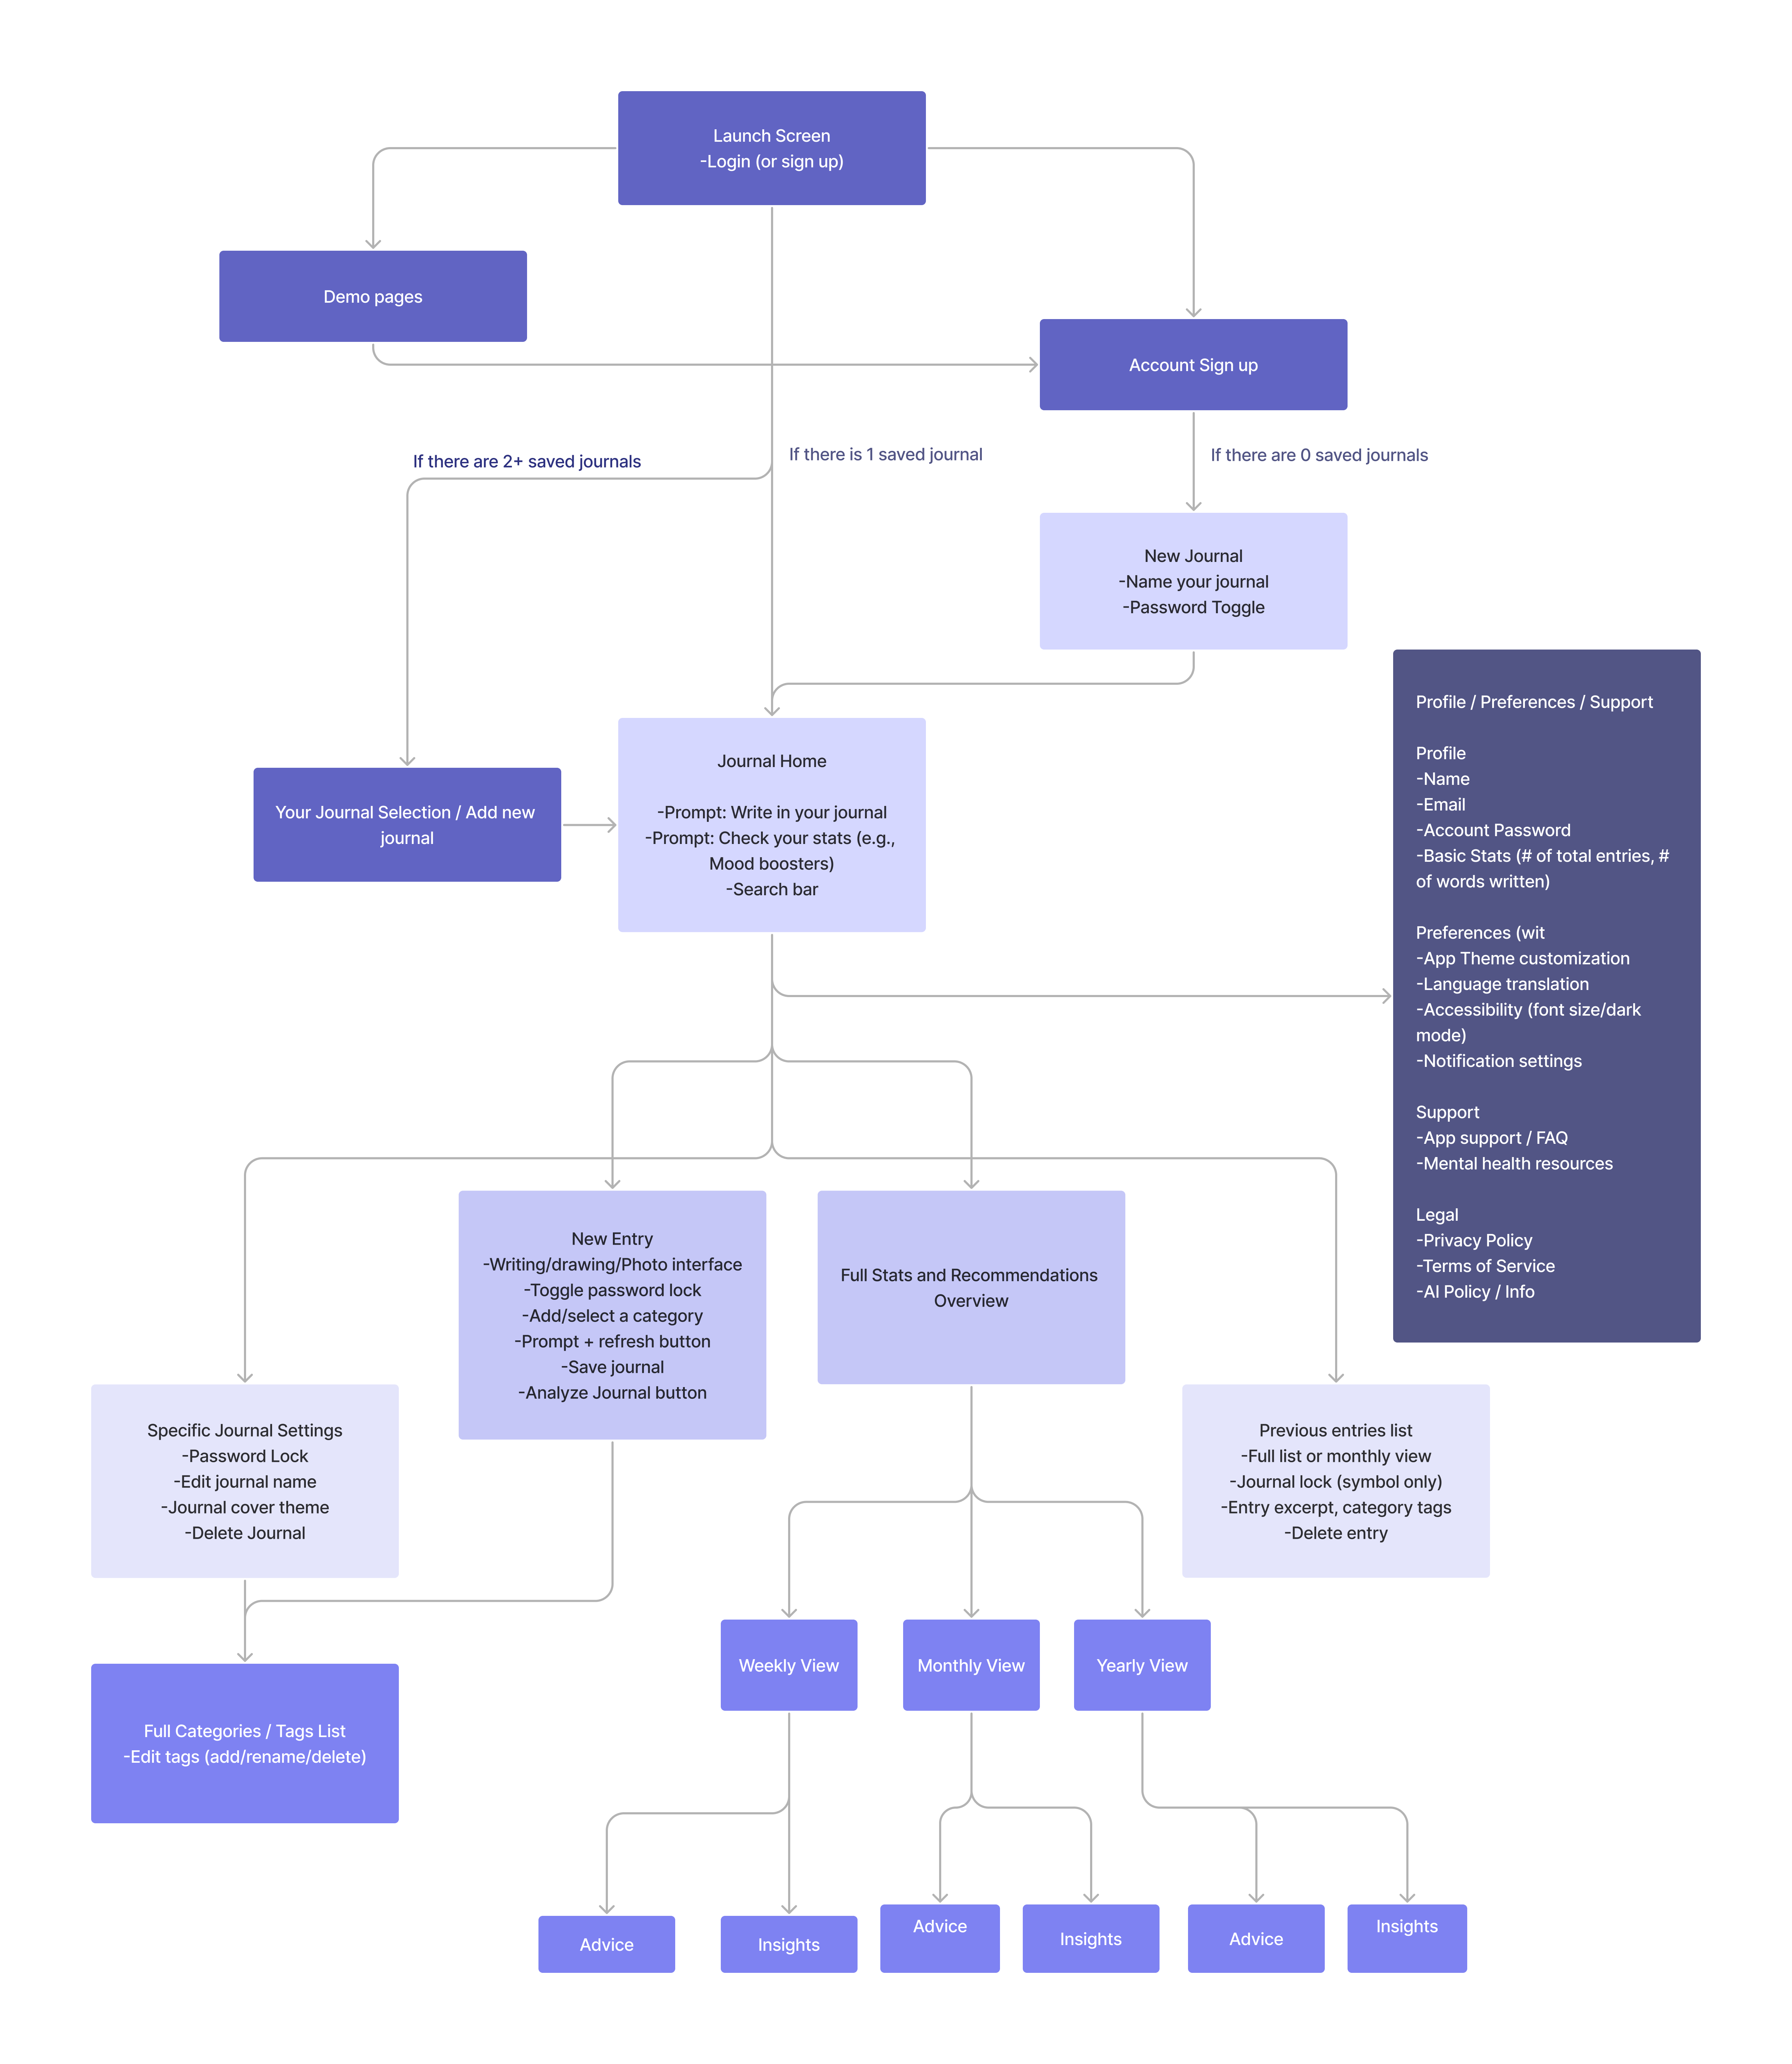 Launch Screen
-Login (or sign up)
Demo pages
Account Sign up
If there are 2+ saved journals
If there is 1 saved journal
If there are 0 saved journals
New Journal
-Name your journal
-Password Toggle
Profile / Preferences / Support
Profile
-Name
-Email
-Account Password
-Basic Stats (# of total entries, #
of words written)
Preferences (wit
-App Theme customization
-Language translation
-Accessibility (font size/dark
mode)
-Notification settings
Support
-App support / FAQ
-Mental health resources
Legal
-Privacy Policy
-Terms of Service
-AI Policy / Info
Your Journal Selection / Add new
journal
Journal Home
-Prompt: Write in your journal
-Prompt: Check your stats (e.g.,
Mood boosters)
-Search bar
New Entry
-Writing/drawing/Photo interface
-Toggle password lock
-Add/select a category
-Prompt + refresh button
-Save journal
-Analyze Journal button
Full Stats and Recommendations
Overview
Specific Journal Settings
-Password Lock
-Edit journal name
-Journal cover theme
-Delete Journal
Previous entries list
-Full list or monthly view
-Journal lock (symbol only)
-Entry excerpt, category tags
-Delete entry
Weekly View
Monthly View
Yearly View
Full Categories / Tags List
-Edit tags (add/rename/delete)
Advice
Insights
Advice
Insights
Advice
Insights